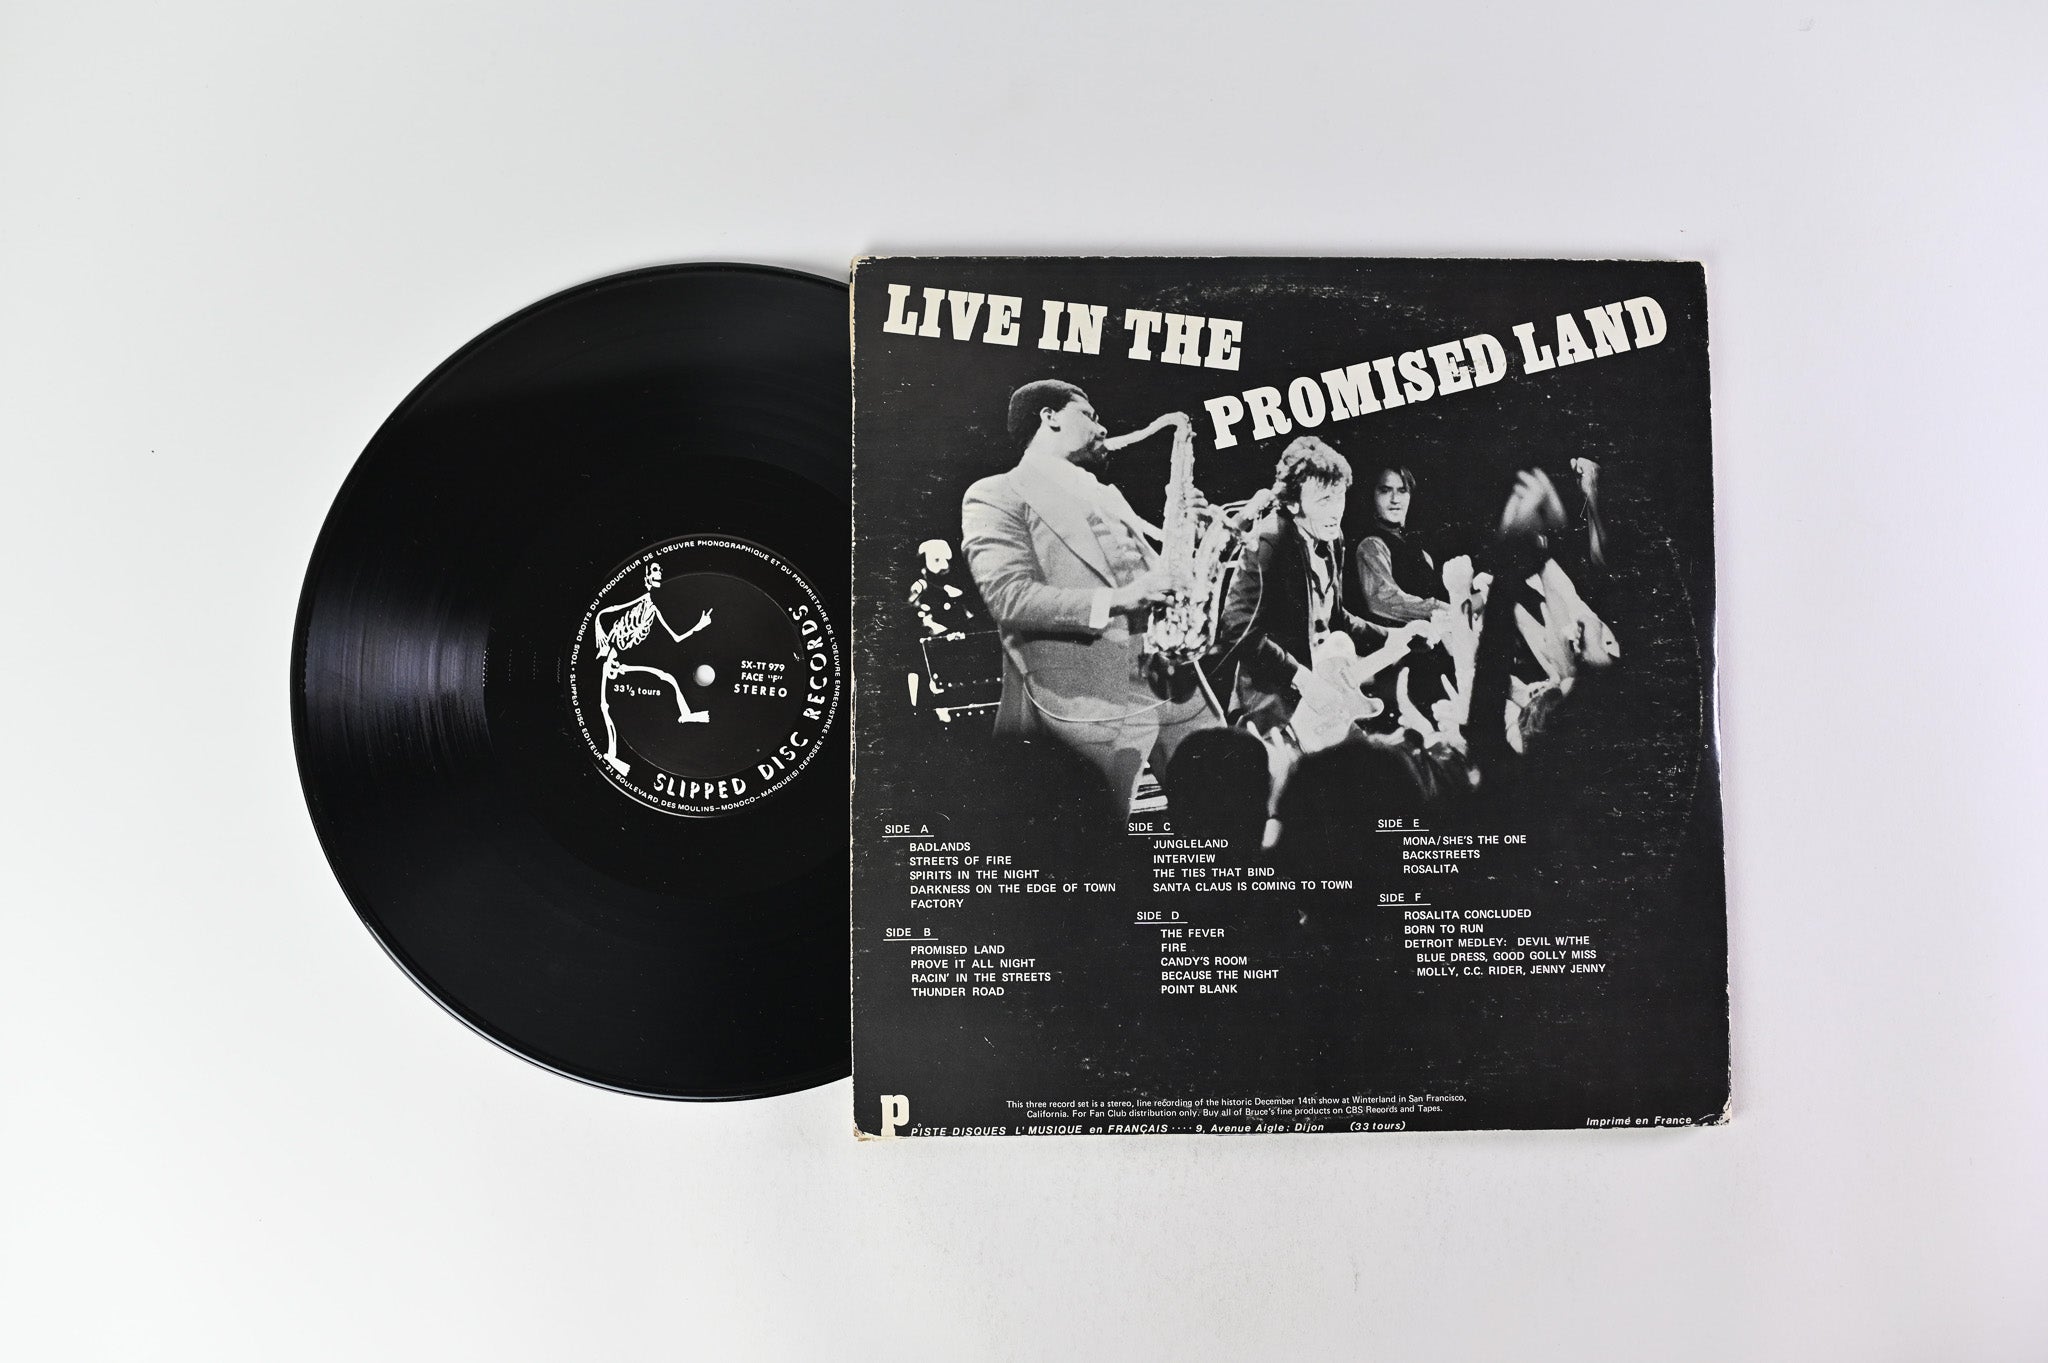 LIVE IN THE
PROMISED LAND
SIDE A
BADLANDS
STREETS OF FIRE
SPIRITS IN THE NIGHT
DARKNESS ON THE EDGE OF TOWN
FACTORY
SIDE B
PROMISED LAND
PROVE IT ALL NIGHT
RACIN' IN THE STREETS
THUNDER ROAD
SIDE C
JUNGLELAND
INTERVIEW
THE TIES THAT BIND
SANTA CLAUS IS COMING TO TOWN
SIDE D
THE FEVER
FIRE
CANDY'S ROOM
BECAUSE THE NIGHT
POINT BLANK
SIDE E
MONA/SHE'S THE ONE
BACKSTREETS
ROSALITA
SIDE F
ROSALITA CONCLUDED
BORN TO RUN
DETROIT MEDLEY: DEVIL W/THE
BLUE DRESS, GOOD GOLLY MISS
MOLLY, C.C. RIDER, JENNY JENNY
This three record set is a stereo, line recording of the historic December 14th show at Winterland in San Francisco,
California. For Fan Club distribution only. Buy all of Bruce's fine products on CBS Records and Tapes.
p
PISTE DISQUES L'MUSIQUE en FRANÇAIS ···· 9, Avenue Aigle: Dijon (33 tours)
Imprimé en France
• TOUS DROITS DU PRODUCTEUR DE L'OEUVRE PHONOGRAPHIQUE ET DU PROPRIETAIRE DE L'OEUVRE ENREGISTREE •
• SLIPPED DISC EDITEUR – 21, BOULEVARD DES MOULINS – MONOCO – MARQUE(S) DEPOSEE
SX-TT 979
FACE "F"
STEREO
33 1/3 tours
SLIPPED DISC RECORDS